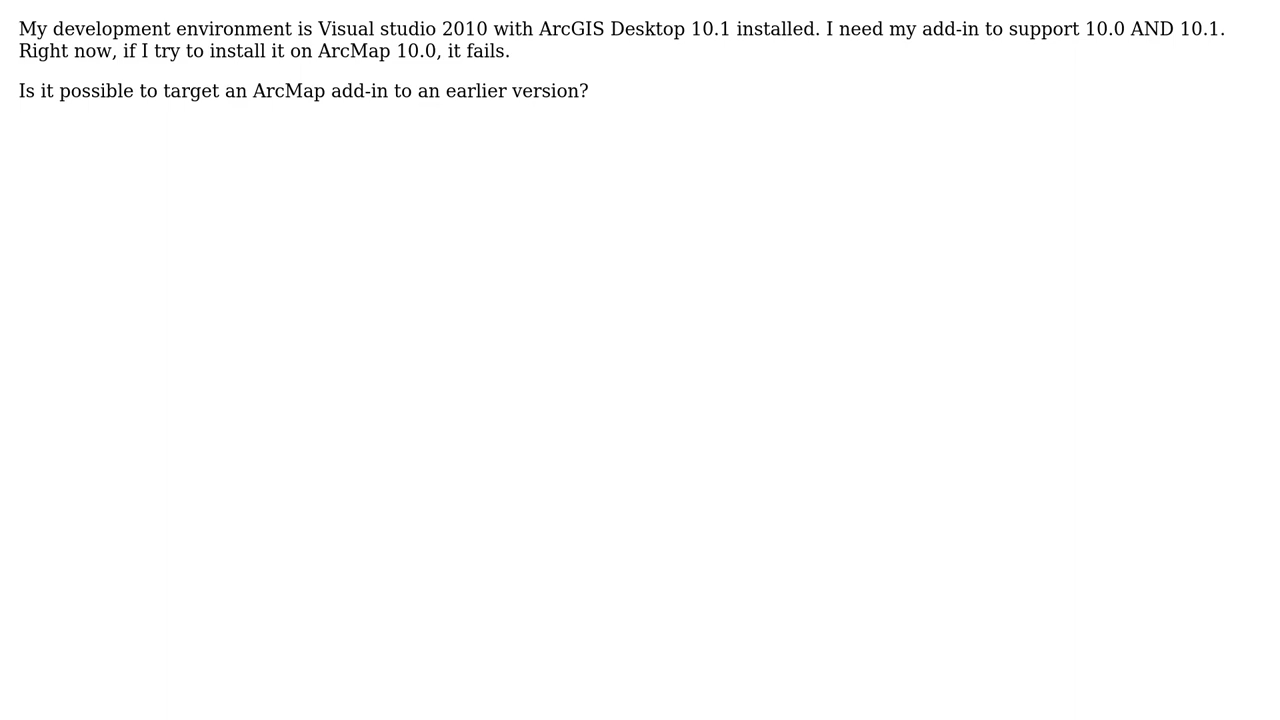 My development environment is Visual studio 2010 with ArcGIS Desktop 10.1 installed. I need my add-in to support 10.0 AND 10.1.
Right now, if I try to install it on ArcMap 10.0, it fails.
Is it possible to target an ArcMap add-in to an earlier version?